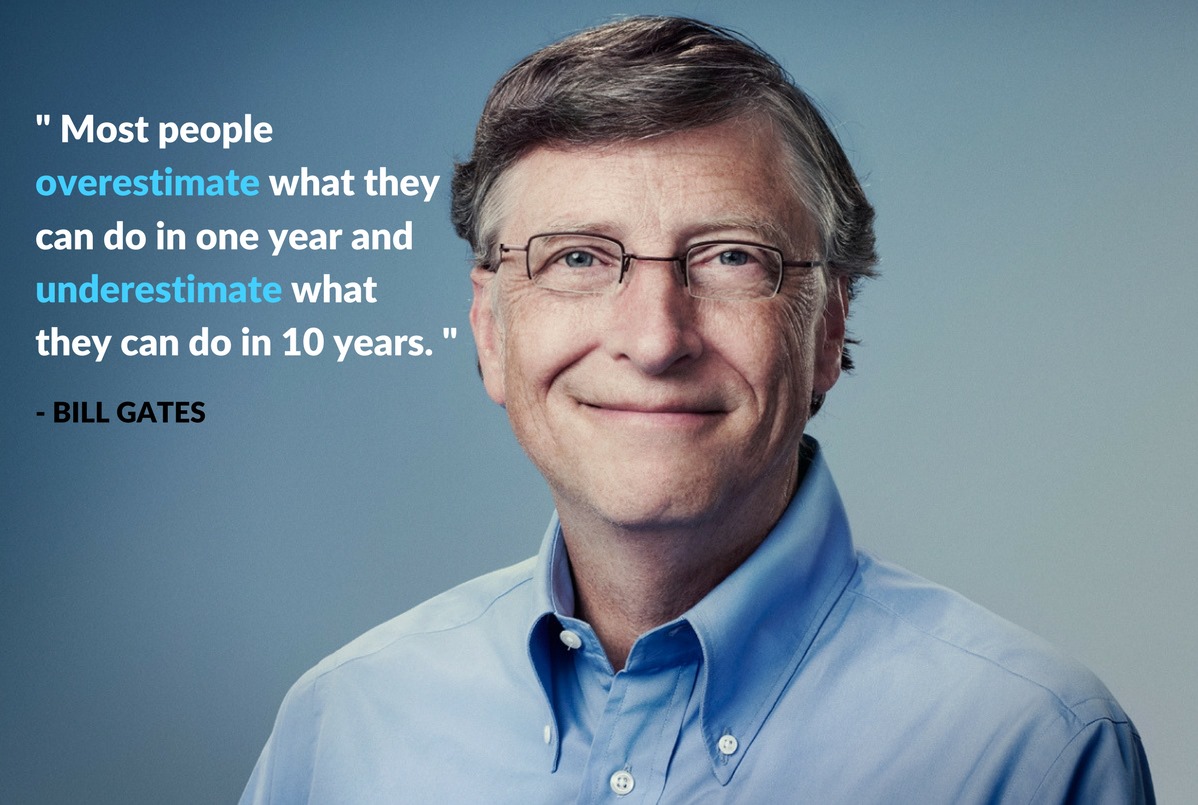 " Most people
overestimate what they
can do in one year and
underestimate what
they can do in 10 years. "
- BILL GATES